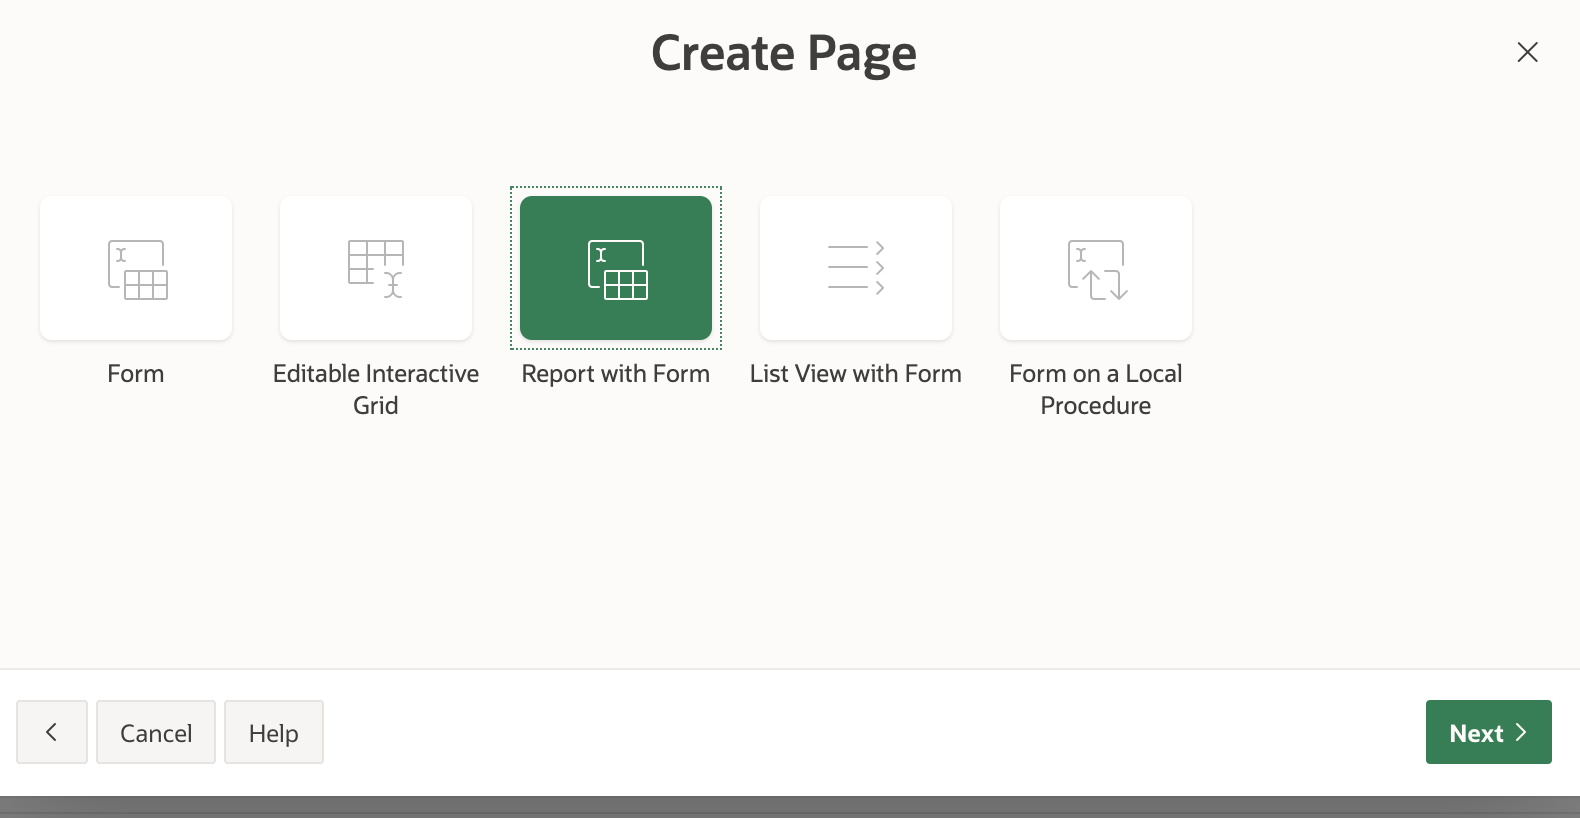 Create Page
Form
Editable Interactive
Grid
Report with Form
List View with Form
Form on a Local
Procedure
Cancel
Help
Next